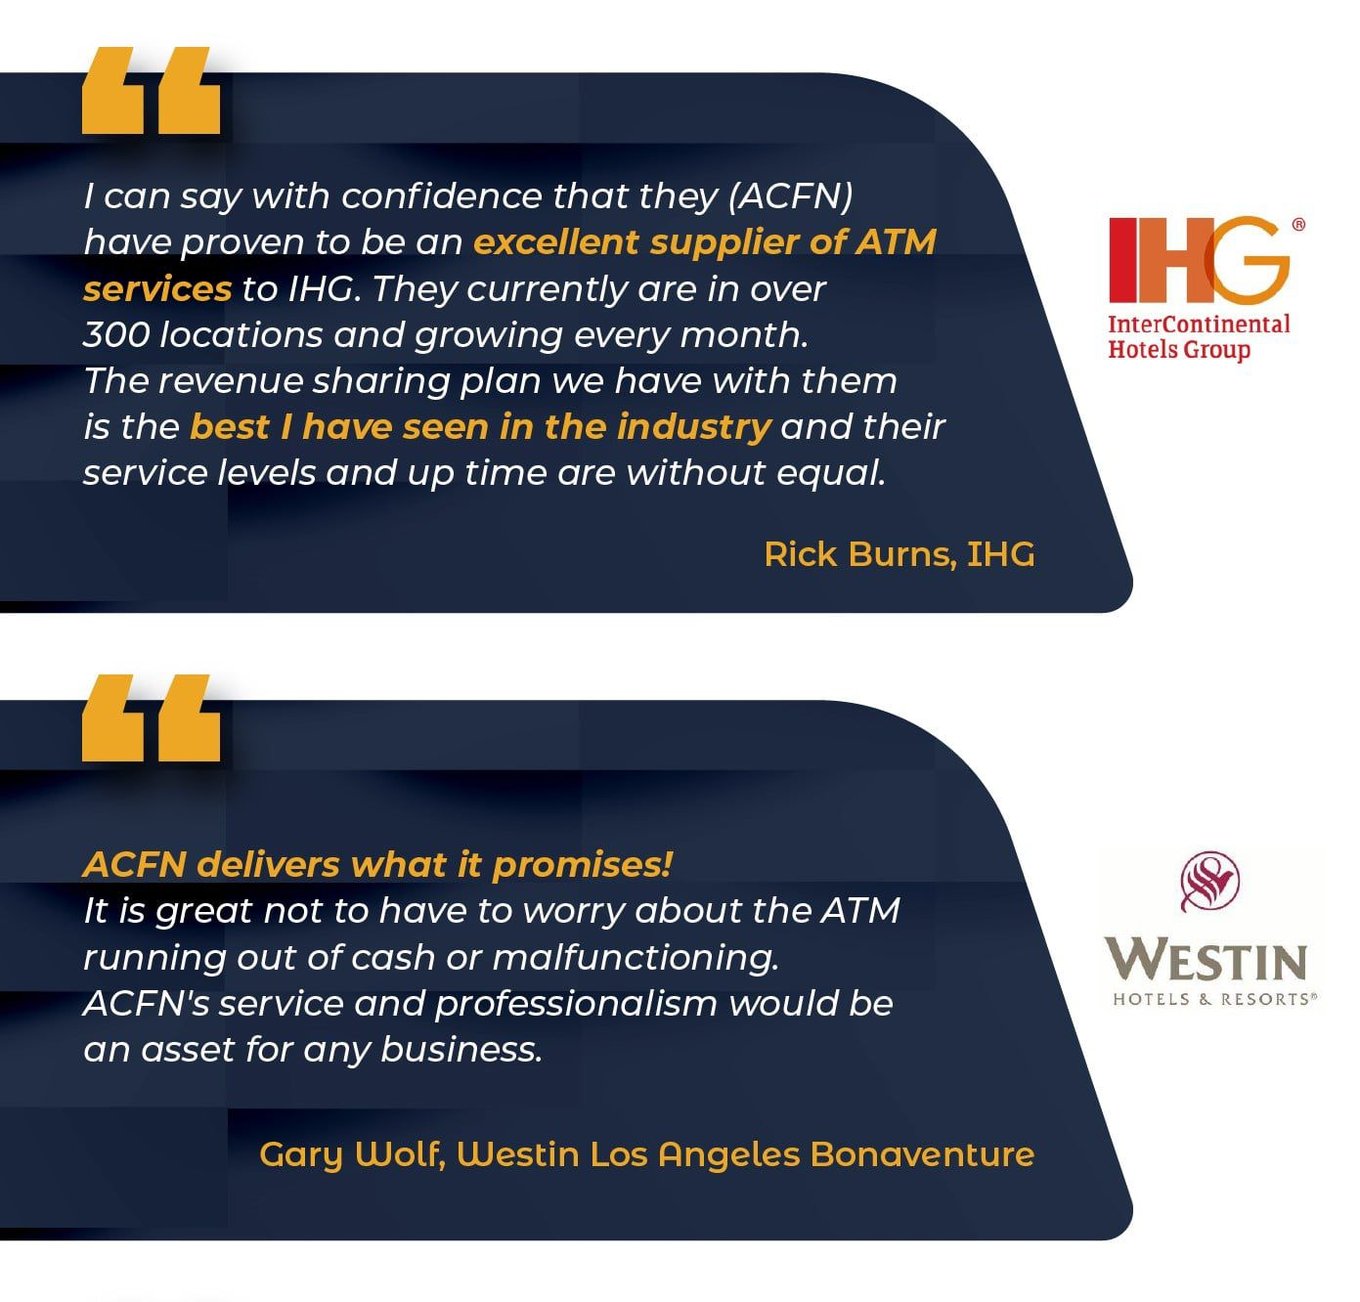 I can say with confidence that they (ACFN)
have proven to be an excellent supplier of ATM
services to IHG. They currently are in over
300 locations and growing every month.
The revenue sharing plan we have with them
is the best I have seen in the industry and their
service levels and up time are without equal.
Rick Burns, IHG
IHG®
InterContinental
Hotels Group
ACFN delivers what it promises!
It is great not to have to worry about the ATM
running out of cash or malfunctioning.
ACFN's service and professionalism would be
an asset for any business.
Gary Wolf, Westin Los Angeles Bonaventure
WESTIN
HOTELS & RESORTS®